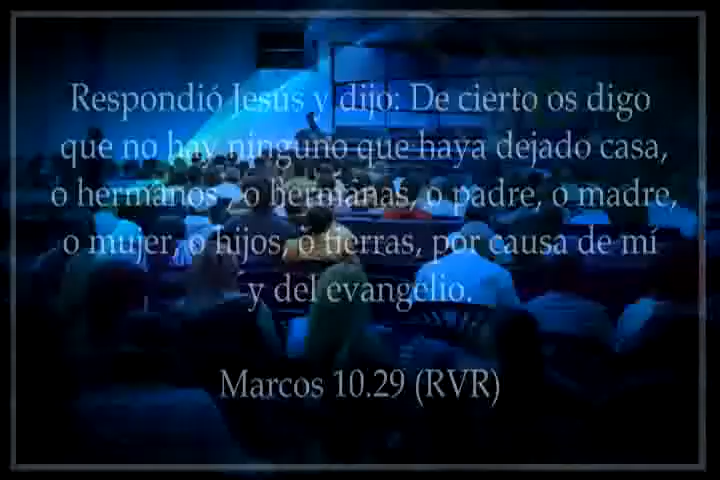 Respondió Jesús y dijo: De cierto os digo
que no hay ninguno que haya dejado casa,
o hermanos, o hermanas, o padre, o madre,
o mujer, o hijos, o tierras, por causa de mí
y del evangelio.
Marcos 10.29 (RVR)